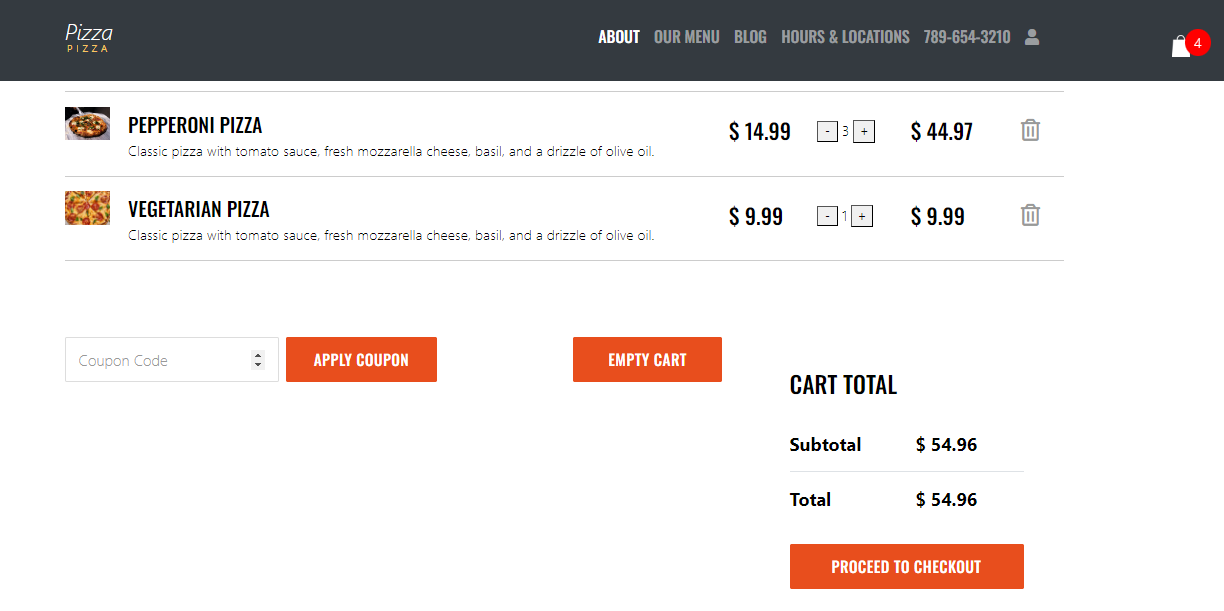 Pizza
PIZZA
ABOUT OUR MENU BLOG HOURS & LOCATIONS 789-654-3210
4
PEPPERONI PIZZA
Classic pizza with tomato sauce, fresh mozzarella cheese, basil, and a drizzle of olive oil.
$ 14.99 - 3 + $ 44.97
VEGETARIAN PIZZA
Classic pizza with tomato sauce, fresh mozzarella cheese, basil, and a drizzle of olive oil.
$ 9.99 - 1 + $ 9.99
Coupon Code APPLY COUPON EMPTY CART
CART TOTAL
Subtotal $ 54.96
Total $ 54.96
PROCEED TO CHECKOUT